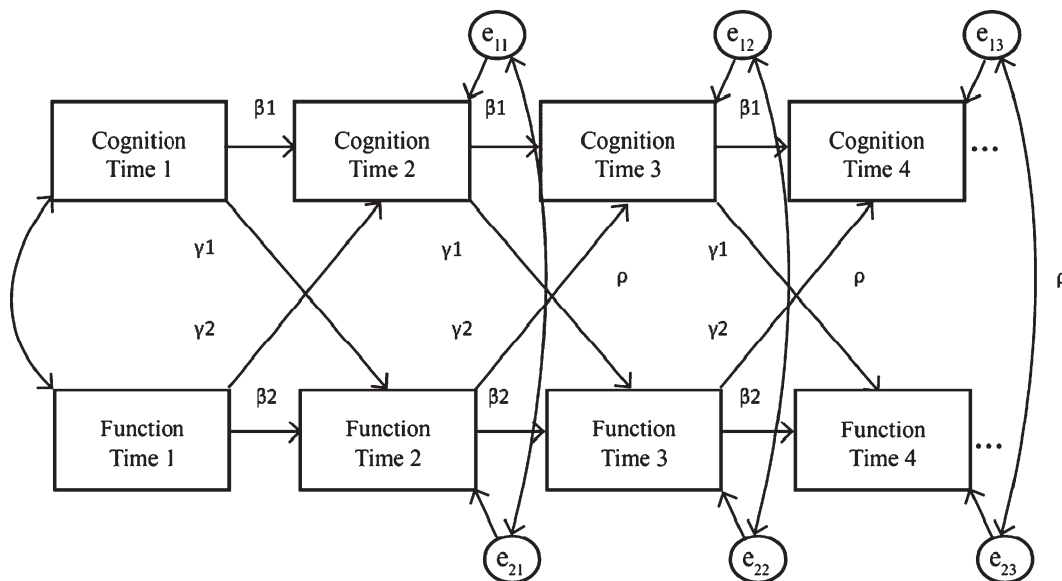 e11
e12
e13
β1
β1
β1
Cognition
Time 1
Cognition
Time 2
Cognition
Time 3
Cognition
Time 4
...
γ1
γ1
γ1
ρ
ρ
ρ
γ2
γ2
γ2
β2
β2
β2
Function
Time 1
Function
Time 2
Function
Time 3
Function
Time 4
...
e21
e22
e23